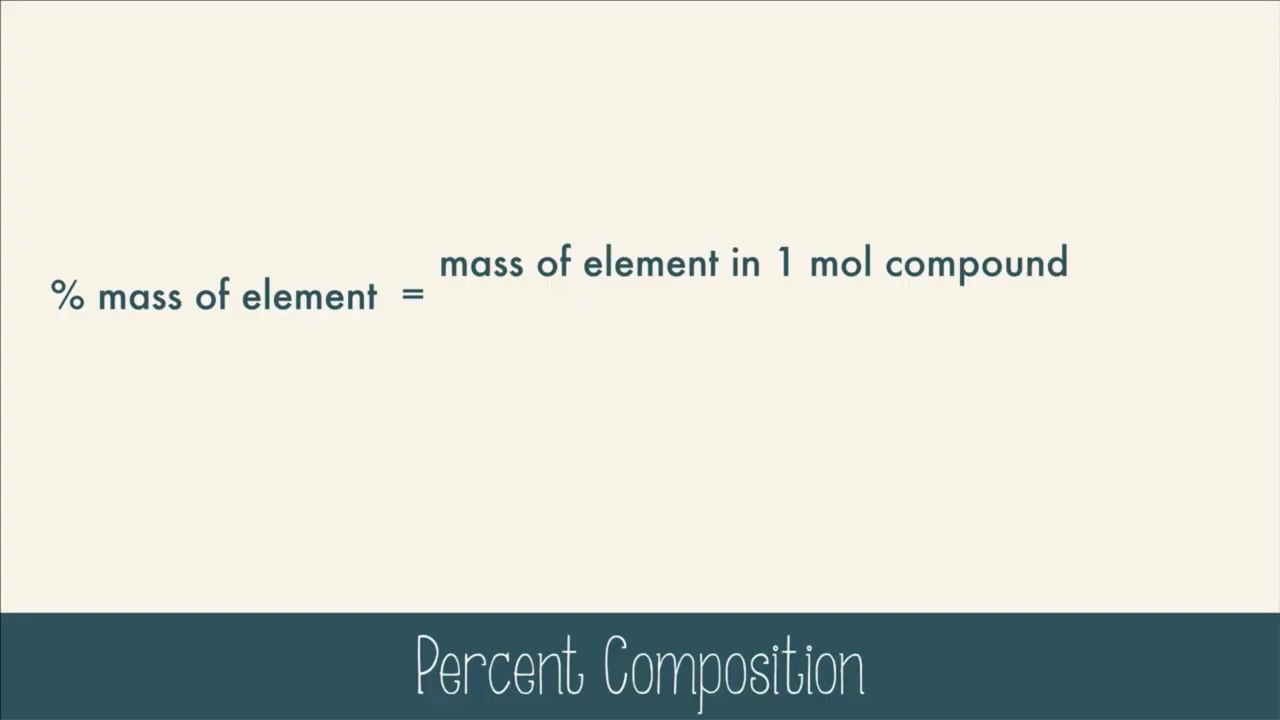 mass of element in 1 mol compound
% mass of element =
Percent Composition